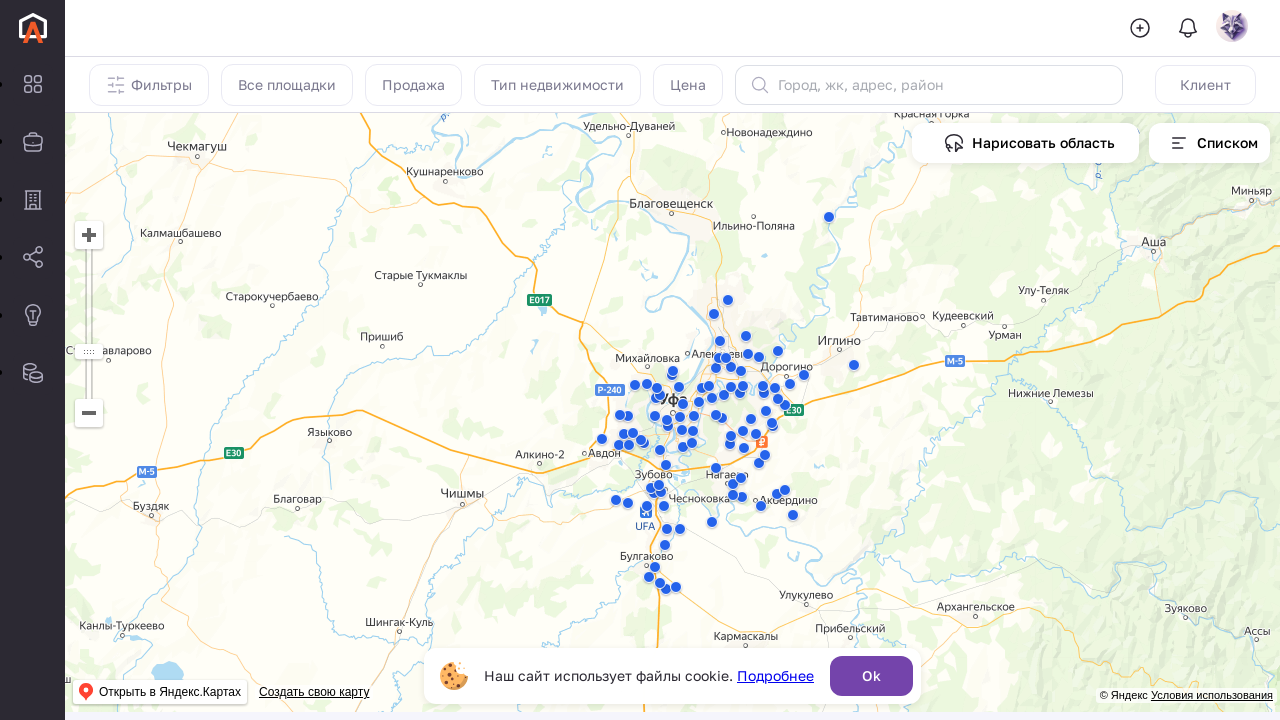 Фильтры
Все площадки
Продажа
Тип недвижимости
Цена
Город, жк, адрес, район
Клиент
Нарисовать область
Списком
Удельно-Дуваней
Новонадеждино
Чекмагуш
Кушнаренково
Миньяр
Благовещенск
Ильино-Поляна
Калмашбашево
Аша
Старые Тукмаклы
Старокучербаево
E017
Улу-Теляк
Тавтиманово
Кудеевский
Урман
Пришиб
Иглино
Михайловка
М-5
Дорогино
Р-240
Нижние Лемезы
Уфа
E30
Языково
Авдон
Алкино-2
E30
М-5
Зубово
Нагаево
Чишмы
Благовар
Чесноковка
Акбердино
Буздяк
UFA
Булгаково
Улукулево
Архангельское
Зуяково
Канлы-Туркеево
Шингак-Куль
Прибельский
Кармаскалы
Ассы
Наш сайт использует файлы cookie. Подробнее
Ok
Открыть в Яндекс.Картах
Создать свою карту
© Яндекс Условия использования